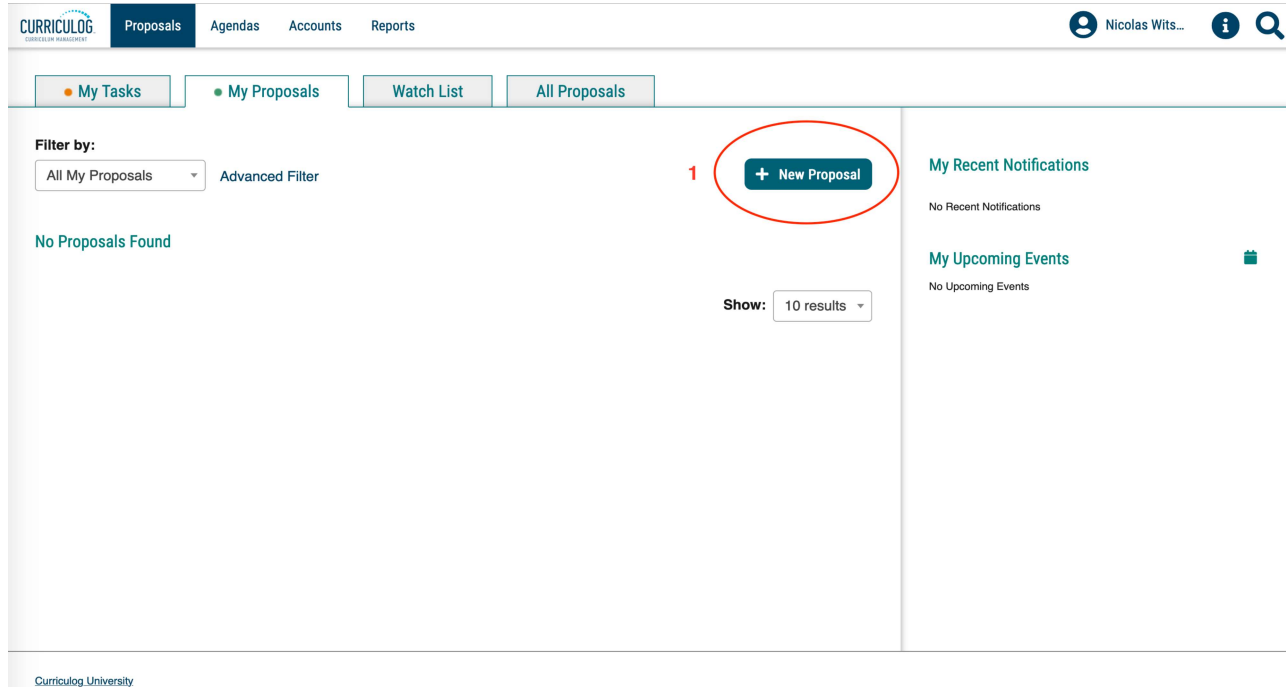 CURRICULOG
CURRICULUM MANAGEMENT
Proposals Agendas Accounts Reports
Nicolas Wits...
My Tasks
My Proposals
Watch List
All Proposals
Filter by:
All My Proposals
Advanced Filter
1
+ New Proposal
No Proposals Found
Show: 10 results
My Recent Notifications
No Recent Notifications
My Upcoming Events
No Upcoming Events
Curriculog University